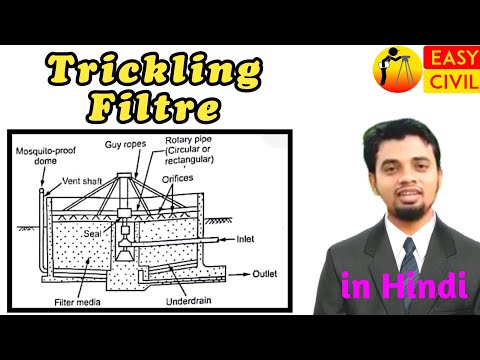 Trickling
Filtre
EASY
CIVIL
Mosquito-proof
dome
Vent shaft
Guy ropes
Rotary pipe
(Circular or
rectangular)
Orifices
Seal
Inlet
Outlet
Filter media
Underdrain
in Hindi